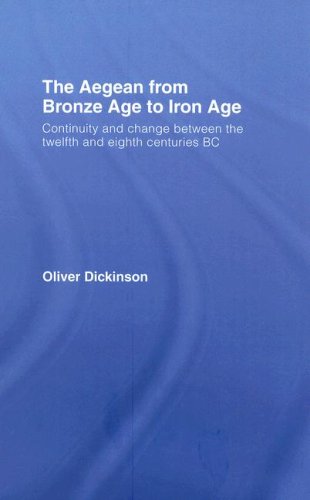 The Aegean from
Bronze Age to Iron Age
Continuity and change between the
twelfth and eighth centuries BC
Oliver Dickinson